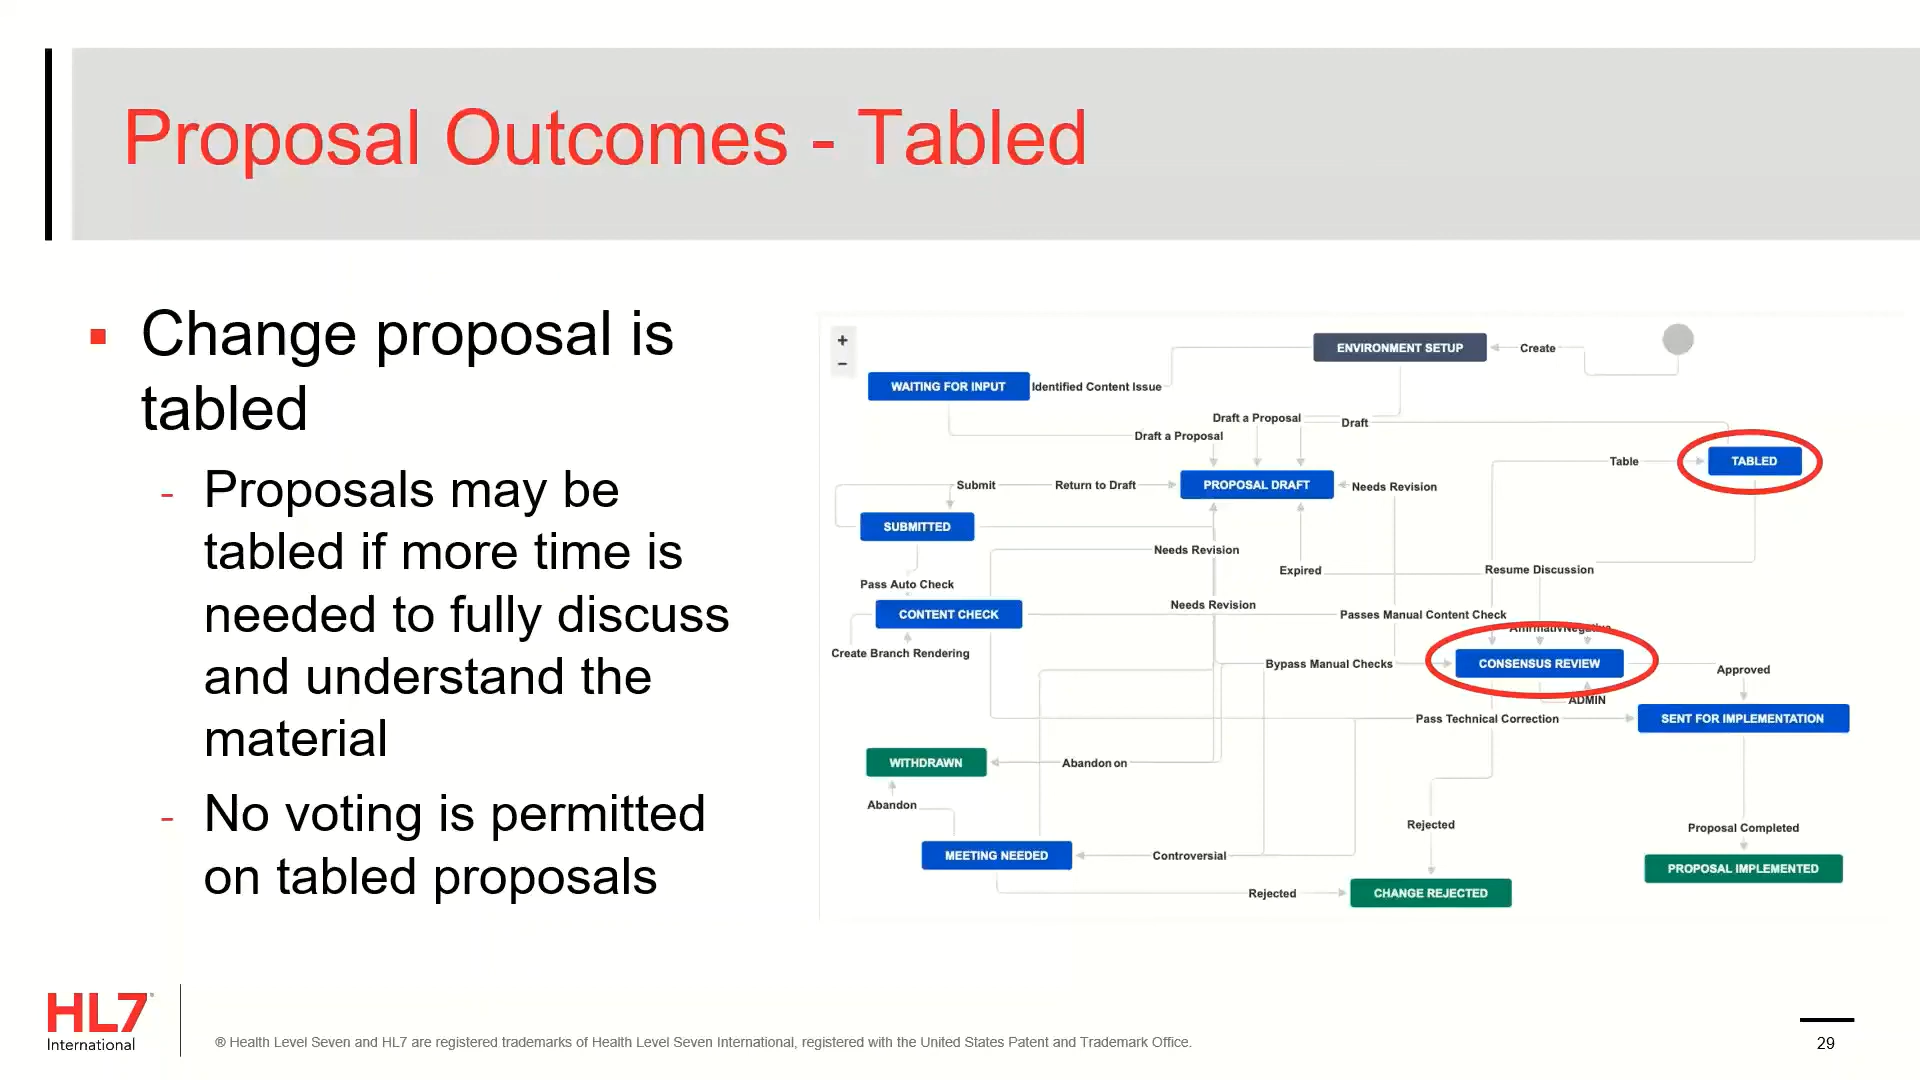 Proposal Outcomes - Tabled
Change proposal is
tabled
- Proposals may be
tabled if more time is
needed to fully discuss
and understand the
material
- No voting is permitted
on tabled proposals
+
−
ENVIRONMENT SETUP
Create
WAITING FOR INPUT
Identified Content Issue
Draft a Proposal
Draft
Draft a Proposal
Table
TABLED
Submit
Return to Draft
PROPOSAL DRAFT
Needs Revision
SUBMITTED
Needs Revision
Expired
Resume Discussion
Pass Auto Check
CONTENT CHECK
Needs Revision
Passes Manual Content Check
Create Branch Rendering
Bypass Manual Checks
CONSENSUS REVIEW
Approved
ADMIN
Pass Technical Correction
SENT FOR IMPLEMENTATION
WITHDRAWN
Abandon on
Abandon
Rejected
Proposal Completed
MEETING NEEDED
Controversial
PROPOSAL IMPLEMENTED
Rejected
CHANGE REJECTED
HL7
International
® Health Level Seven and HL7 are registered trademarks of Health Level Seven International, registered with the United States Patent and Trademark Office.
29